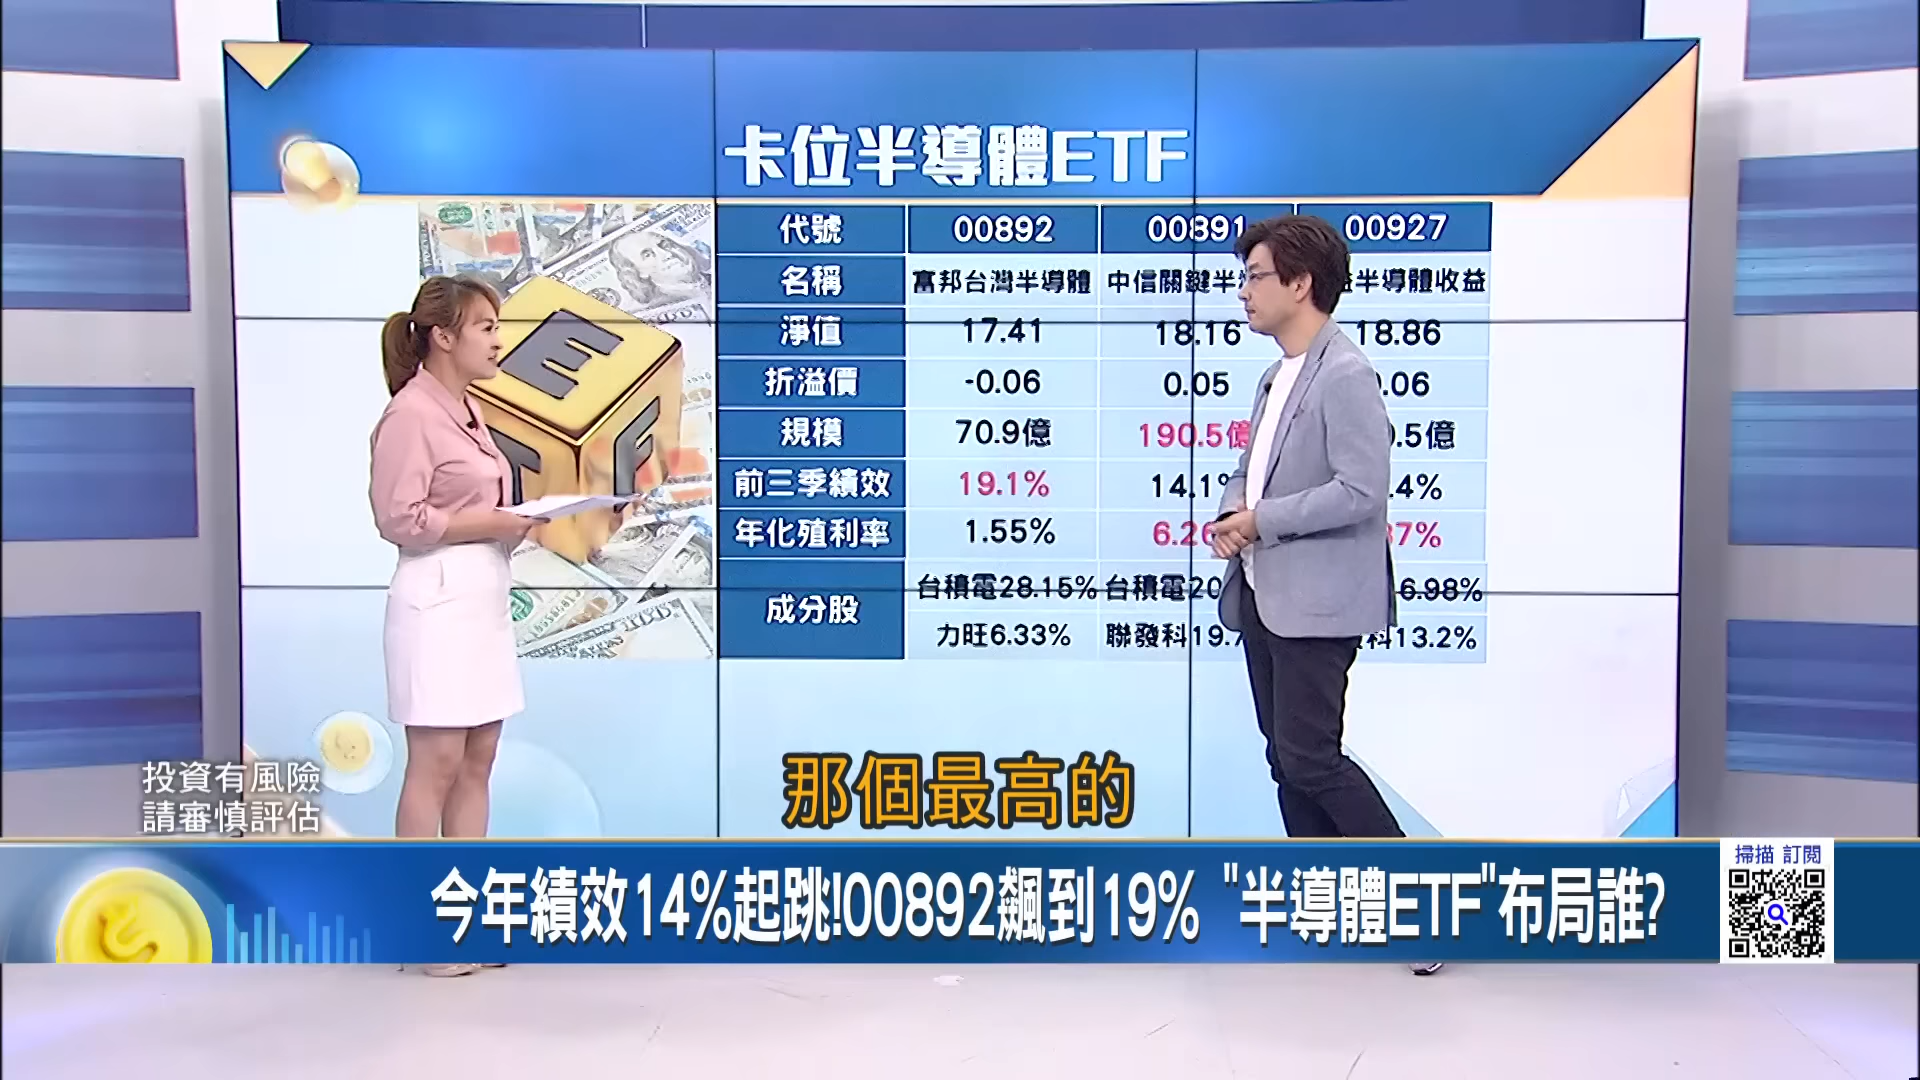 卡位半導體ETF
代號 00892 00891 00927
名稱 富邦台灣半導體 中信關鍵半 半導體收益
淨值 17.41 18.16 18.86
折溢價 -0.06 0.05 .06
規模 70.9億 190.5億 .5億
前三季績效 19.1% 14.1% .4%
年化殖利率 1.55% 6.26 7%
成分股
台積電28.15% 台積電20 6.98%
力旺6.33% 聯發科19. 科13.2%
E
T F
那個最高的
投資有風險
請審慎評估
今年績效14%起跳!00892飆到19% "半導體ETF"布局誰?
掃描 訂閱